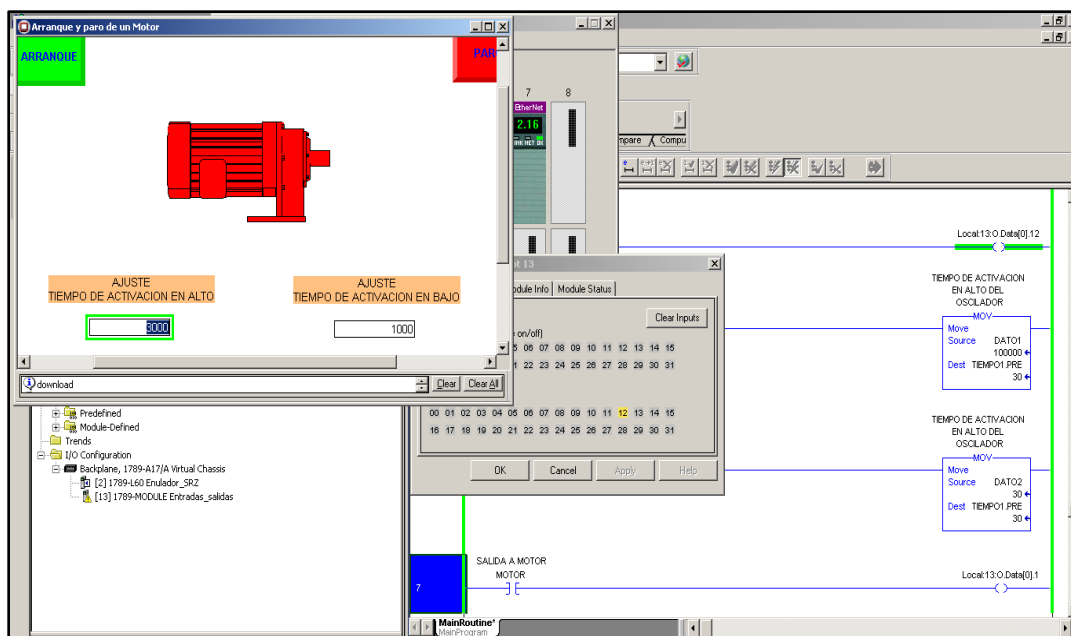 Arranque y paro de un Motor
ARRANQUE
AJUSTE
TIEMPO DE ACTIVACION EN ALTO
3000
AJUSTE
TIEMPO DE ACTIVACION EN BAJO
1000
download
Clear
Clear All
7 8
EtherNet
2.16
Compu
13
Module Status
Clear Inputs
on/off)
06 07 08 09 10 11 12 13 14 15
22 23 24 25 26 27 28 29 30 31
00 01 02 03 04 05 06 07 08 09 10 11 12 13 14 15
16 17 18 19 20 21 22 23 24 25 26 27 28 29 30 31
OK Cancel Apply Help
Predefined
Module-Defined
Trends
I/O Configuration
Backplane, 1789-A17/A Virtual Chassis
[2] 1789-L60 Enulador_SRZ
[13] 1789-MODULE Entradas_salidas
Local:13:O.Data[0].12
TIEMPO DE ACTIVACION
EN ALTO DEL
OSCILADOR
MOV
Move
Source DATO1
100000
Dest TIEMPO1.PRE
30
TIEMPO DE ACTIVACION
EN ALTO DEL
OSCILADOR
MOV
Move
Source DATO2
30
Dest TIEMPO1.PRE
30
7
SALIDA A MOTOR
MOTOR
Local:13:O.Data[0].1
MainRoutine*
MainProgram